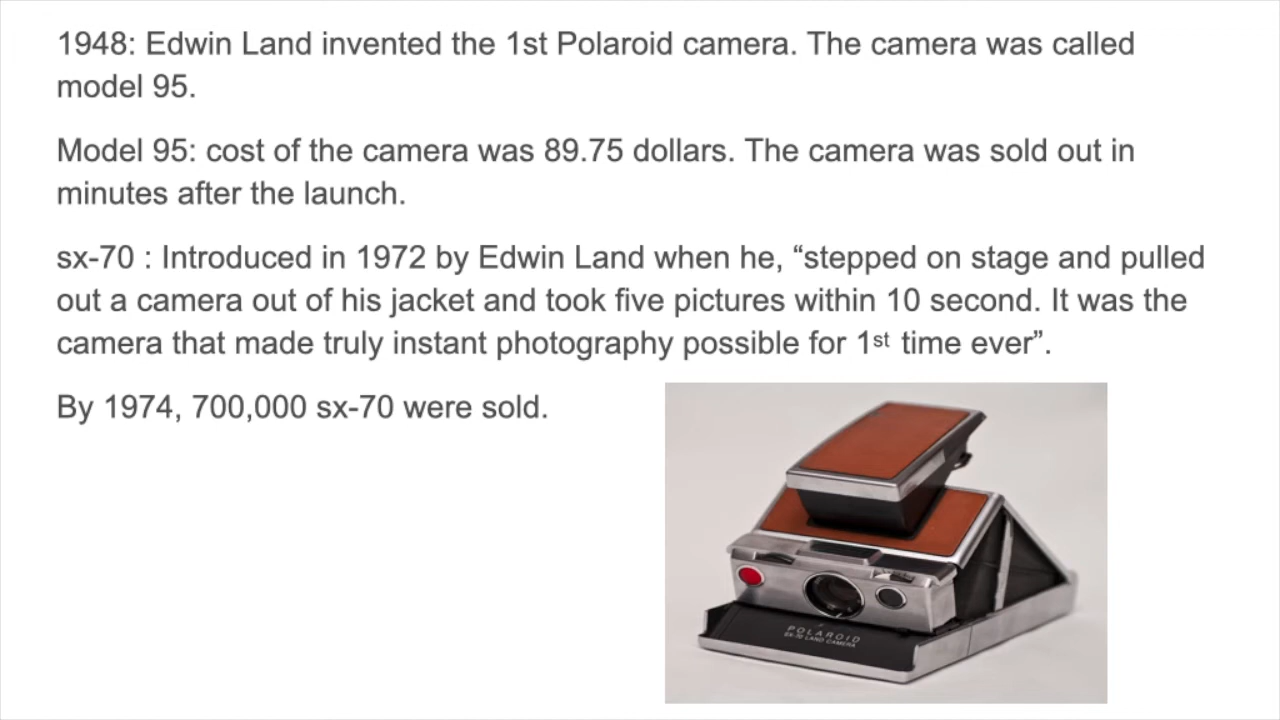 1948: Edwin Land invented the 1st Polaroid camera. The camera was called
model 95.
Model 95: cost of the camera was 89.75 dollars. The camera was sold out in
minutes after the launch.
sx-70 : Introduced in 1972 by Edwin Land when he, “stepped on stage and pulled
out a camera out of his jacket and took five pictures within 10 second. It was the
camera that made truly instant photography possible for 1st time ever”.
By 1974, 700,000 sx-70 were sold.
POLAROID
SX-70 LAND CAMERA